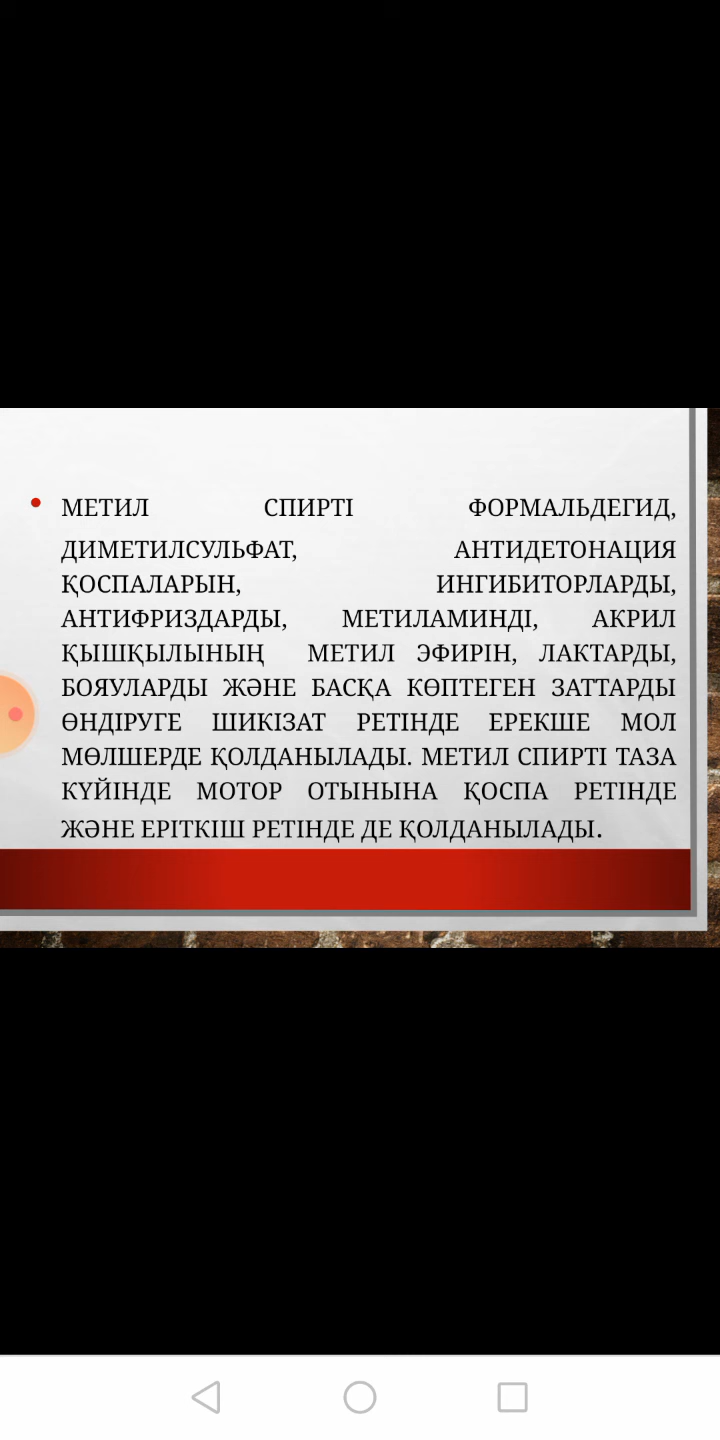 • МЕТИЛ СПИРТІ ФОРМАЛЬДЕГИД,
ДИМЕТИЛСУЛЬФАТ, АНТИДЕТОНАЦИЯ
ҚОСПАЛАРЫН, ИНГИБИТОРЛАРДЫ,
АНТИФРИЗДАРДЫ, МЕТИЛАМИНДІ, АКРИЛ
ҚЫШҚЫЛЫНЫҢ МЕТИЛ ЭФИРІН, ЛАКТАРДЫ,
БОЯУЛАРДЫ ЖӘНЕ БАСҚА КӨПТЕГЕН ЗАТТАРДЫ
ӨНДІРУГЕ ШИКІЗАТ РЕТІНДЕ ЕРЕКШЕ МОЛ
МӨЛШЕРДЕ ҚОЛДАНЫЛАДЫ. МЕТИЛ СПИРТІ ТАЗА
КҮЙІНДЕ МОТОР ОТЫНЫНА ҚОСПА РЕТІНДЕ
ЖӘНЕ ЕРІТКІШ РЕТІНДЕ ДЕ ҚОЛДАНЫЛАДЫ.